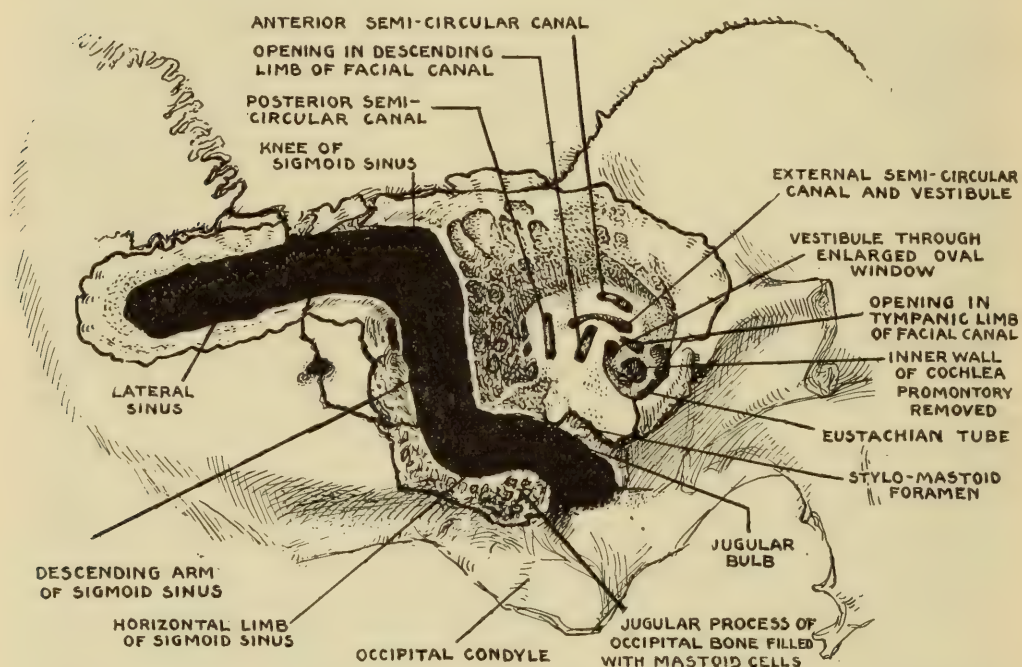 ANTERIOR SEMI-CIRCULAR CANAL
OPENING IN DESCENDING
LIMB OF FACIAL CANAL
POSTERIOR SEMI-
CIRCULAR CANAL
KNEE OF
SIGMOID SINUS
EXTERNAL SEMI-CIRCULAR
CANAL AND VESTIBULE
VESTIBULE THROUGH
ENLARGED OVAL
WINDOW
OPENING IN
TYMPANIC LIMB
OF FACIAL CANAL
INNER WALL
OF COCHLEA
PROMONTORY
REMOVED
EUSTACHIAN TUBE
STYLO-MASTOID
FORAMEN
LATERAL
SINUS
JUGULAR
BULB
DESCENDING ARM
OF SIGMOID SINUS
HORIZONTAL LIMB
OF SIGMOID SINUS
OCCIPITAL CONDYLE
JUGULAR PROCESS OF
OCCIPITAL BONE FILLED
WITH MASTOID CELLS